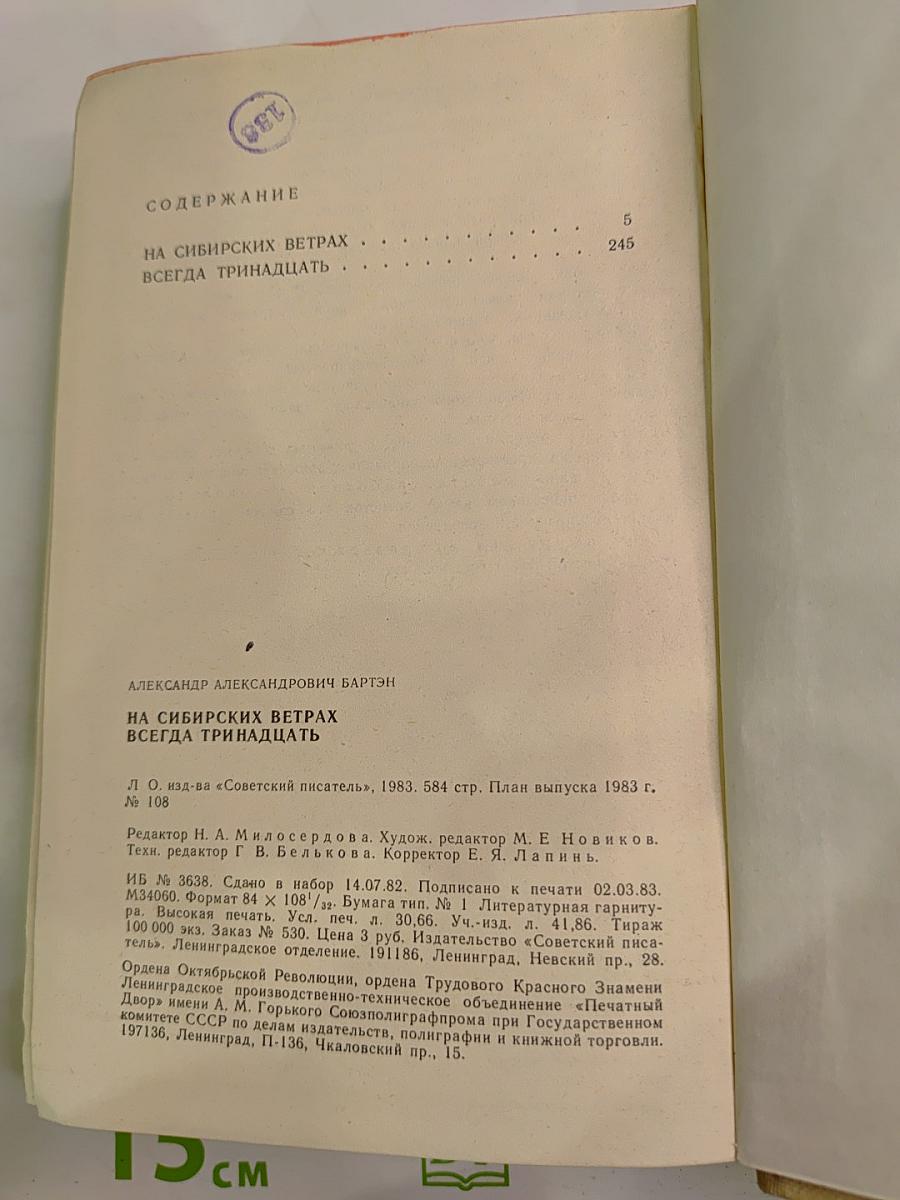 138
СОДЕРЖАНИЕ
НА СИБИРСКИХ ВЕТРАХ . . . . . . . . . . . 5
ВСЕГДА ТРИНАДЦАТЬ . . . . . . . . . . . . 245
АЛЕКСАНДР АЛЕКСАНДРОВИЧ БАРТЭН
НА СИБИРСКИХ ВЕТРАХ
ВСЕГДА ТРИНАДЦАТЬ
Л О. изд-ва «Советский писатель», 1983. 584 стр. План выпуска 1983 г.
№ 108
Редактор Н. А. Милосердова. Худож. редактор М. Е Новиков.
Техн. редактор Г В. Белькова. Корректор Е. Я. Лапинь.
ИБ № 3638. Сдано в набор 14.07.82. Подписано к печати 02.03.83.
М34060. Формат 84 × 108¹/₃₂. Бумага тип. № 1 Литературная гарниту-
ра. Высокая печать. Усл. печ. л. 30,66. Уч.-изд. л. 41,86. Тираж
100 000 экз. Заказ № 530. Цена 3 руб. Издательство «Советский писа-
тель». Ленинградское отделение. 191186, Ленинград, Невский пр., 28.
Ордена Октябрьской Революции, ордена Трудового Красного Знамени
Ленинградское производственно-техническое объединение «Печатный
Двор» имени А. М. Горького Союзполиграфпрома при Государственном
комитете СССР по делам издательств, полиграфии и книжной торговли.
197136, Ленинград, П-136, Чкаловский пр., 15.
15 см